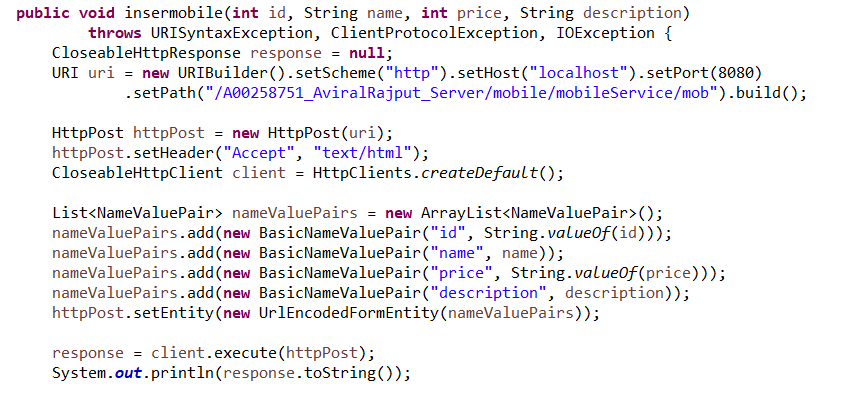 public void insermobile(int id, String name, int price, String description)
throws URISyntaxException, ClientProtocolException, IOException {
CloseableHttpResponse response = null;
URI uri = new URIBuilder().setScheme("http").setHost("localhost").setPort(8080)
.setPath("/A00258751_AviralRajput_Server/mobile/mobileService/mob").build();
HttpPost httpPost = new HttpPost(uri);
httpPost.setHeader("Accept", "text/html");
CloseableHttpClient client = HttpClients.createDefault();
List<NameValuePair> nameValuePairs = new ArrayList<NameValuePair>();
nameValuePairs.add(new BasicNameValuePair("id", String.valueOf(id)));
nameValuePairs.add(new BasicNameValuePair("name", name));
nameValuePairs.add(new BasicNameValuePair("price", String.valueOf(price)));
nameValuePairs.add(new BasicNameValuePair("description", description));
httpPost.setEntity(new UrlEncodedFormEntity(nameValuePairs));
response = client.execute(httpPost);
System.out.println(response.toString());